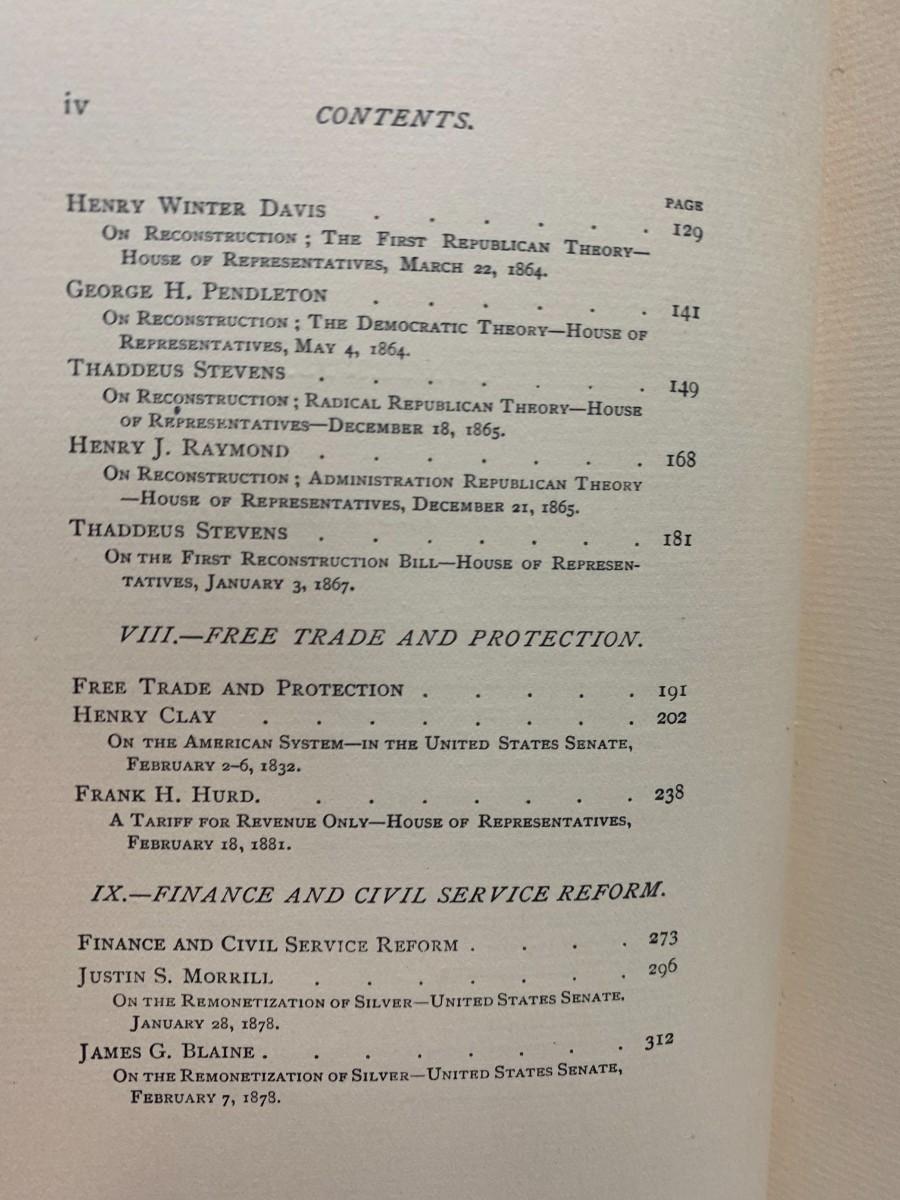 iv
CONTENTS.
PAGE
HENRY WINTER DAVIS . . . . . . 129
ON RECONSTRUCTION; THE FIRST REPUBLICAN THEORY—
HOUSE OF REPRESENTATIVES, MARCH 22, 1864.
GEORGE H. PENDLETON . . . . . . 141
ON RECONSTRUCTION; THE DEMOCRATIC THEORY—HOUSE OF
REPRESENTATIVES, MAY 4, 1864.
THADDEUS STEVENS . . . . . . . 149
ON RECONSTRUCTION; RADICAL REPUBLICAN THEORY—HOUSE
OF REPRESENTATIVES—DECEMBER 18, 1865.
HENRY J. RAYMOND . . . . . . . 168
ON RECONSTRUCTION; ADMINISTRATION REPUBLICAN THEORY
—HOUSE OF REPRESENTATIVES, DECEMBER 21, 1865.
THADDEUS STEVENS . . . . . . . 181
ON THE FIRST RECONSTRUCTION BILL—HOUSE OF REPRESEN-
TATIVES, JANUARY 3, 1867.
VIII.—FREE TRADE AND PROTECTION.
FREE TRADE AND PROTECTION . . . . . 191
HENRY CLAY . . . . . . . . 202
ON THE AMERICAN SYSTEM—IN THE UNITED STATES SENATE,
FEBRUARY 2-6, 1832.
FRANK H. HURD. . . . . . . . 238
A TARIFF FOR REVENUE ONLY—HOUSE OF REPRESENTATIVES,
FEBRUARY 18, 1881.
IX.—FINANCE AND CIVIL SERVICE REFORM.
FINANCE AND CIVIL SERVICE REFORM . . . . 273
JUSTIN S. MORRILL . . . . . . . 296
ON THE REMONETIZATION OF SILVER—UNITED STATES SENATE.
JANUARY 28, 1878.
JAMES G. BLAINE . . . . . . . . 312
ON THE REMONETIZATION OF SILVER—UNITED STATES SENATE,
FEBRUARY 7, 1878.